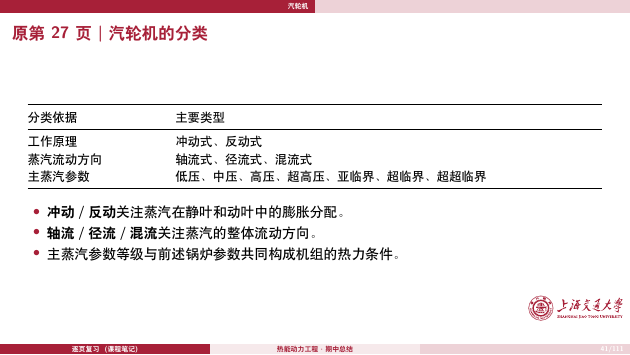 汽轮机
原第 27 页 | 汽轮机的分类
分类依据 主要类型
工作原理 冲动式、反动式
蒸汽流动方向 轴流式、径流式、混流式
主蒸汽参数 低压、中压、高压、超高压、亚临界、超临界、超超临界
冲动 / 反动关注蒸汽在静叶和动叶中的膨胀分配。
轴流 / 径流 / 混流关注蒸汽的整体流动方向。
主蒸汽参数等级与前述锅炉参数共同构成机组的热力条件。
上海交通大学
SHANGHAI JIAO TONG UNIVERSITY
逐页复习（课程笔记） 热能动力工程 · 期中总结 61/111